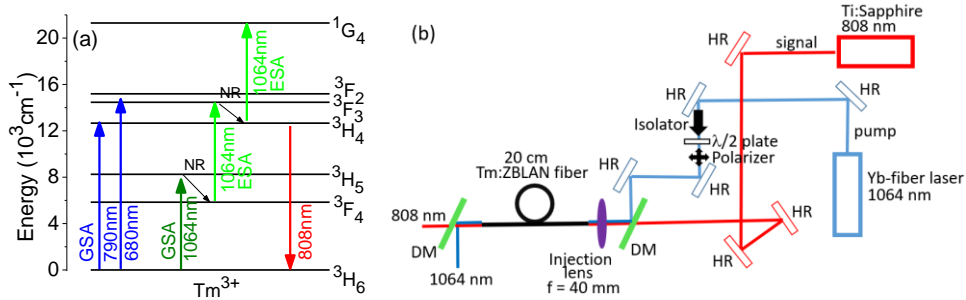 (a)
Energy (10³cm⁻¹)
20
16
12
8
4
0
¹G₄
³F₂
³F₃
³H₄
³H₅
³F₄
³H₆
1064nm
ESA
NR
1064nm
ESA
NR
GSA
790nm
680nm
GSA
1064nm
808nm
Tm³⁺
(b)
Ti:Sapphire
808 nm
HR
signal
HR
HR
Isolator
λ/2 plate
Polarizer
pump
20 cm
Tm:ZBLAN fiber
HR
HR
Yb-fiber laser
1064 nm
808 nm
HR
DM
DM
Injection
lens
f = 40 mm
HR
1064 nm